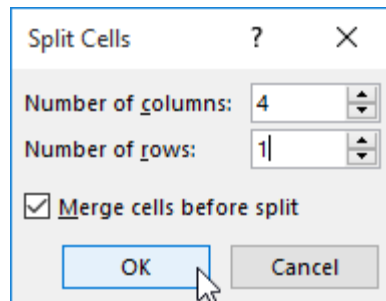 Split Cells ?
Number of columns: 4
Number of rows: 1
Merge cells before split
OK Cancel